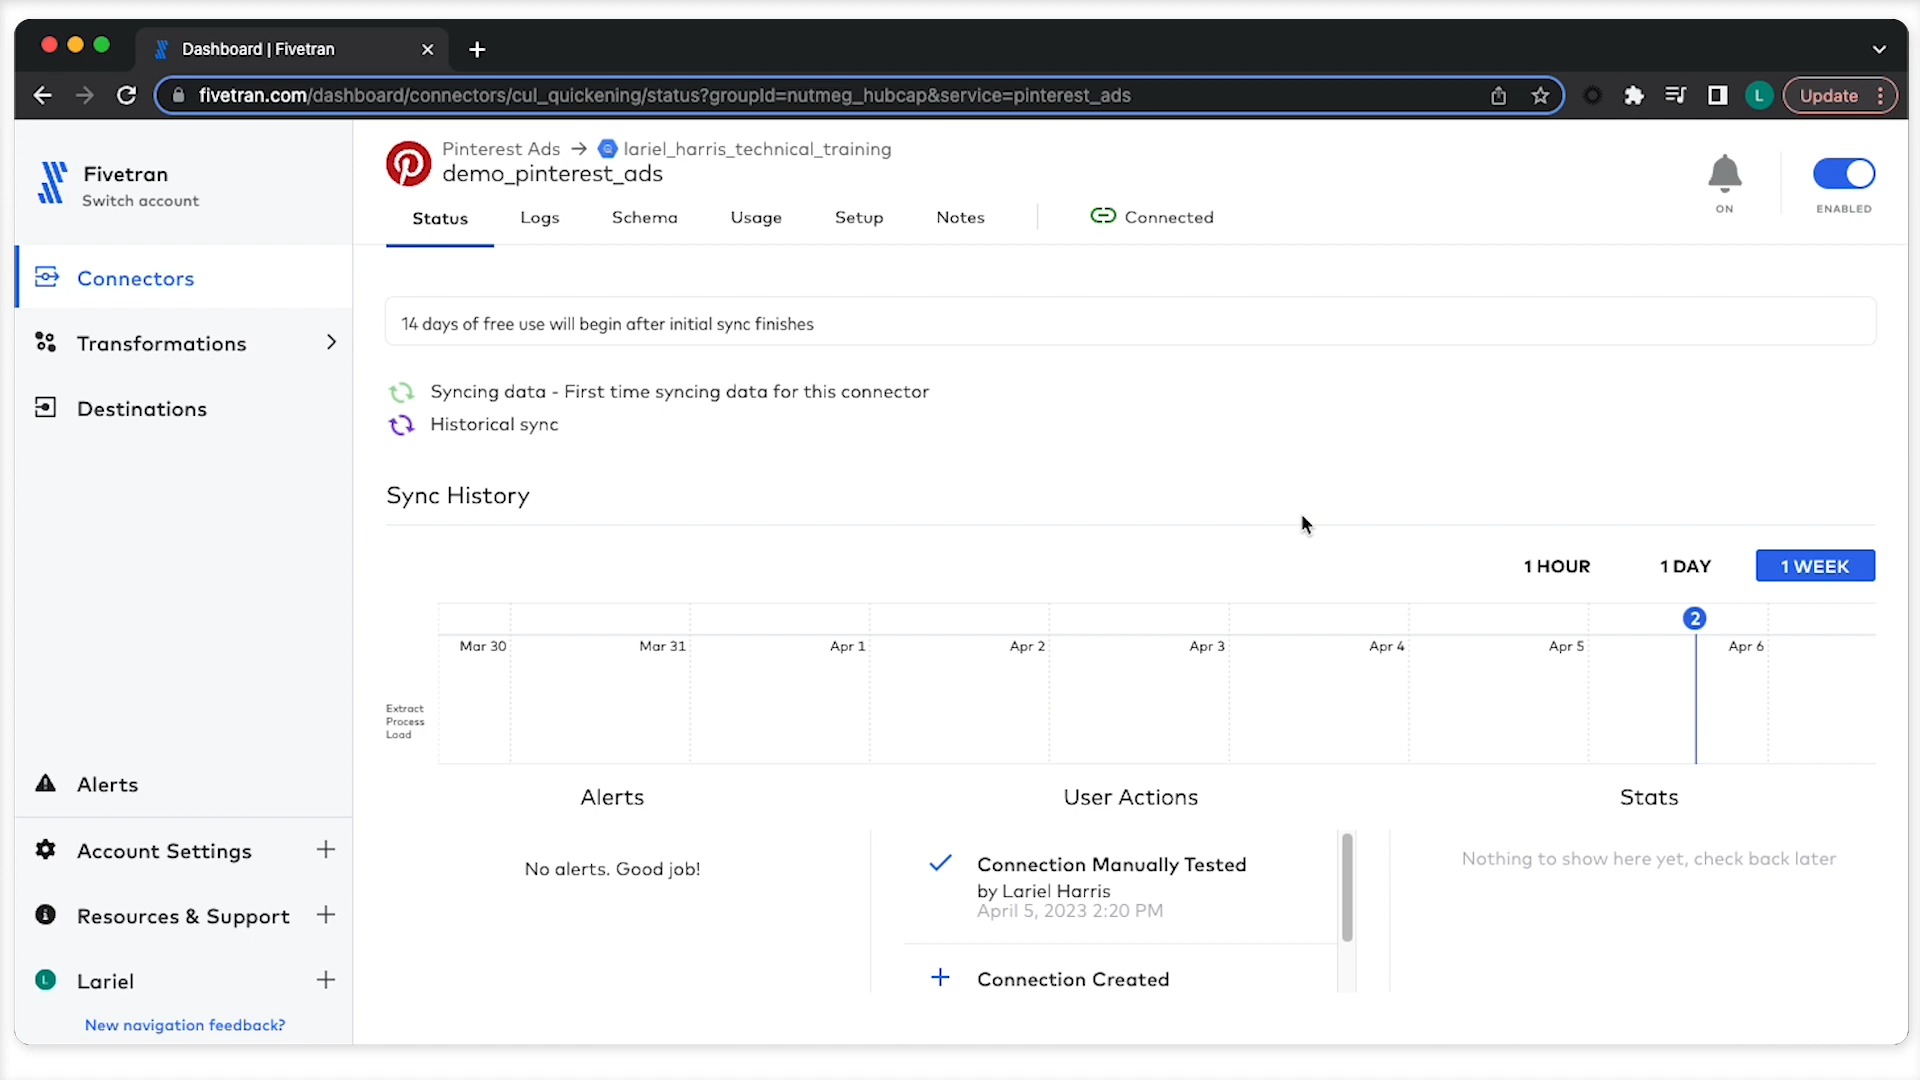 Dashboard | Fivetran
fivetran.com/dashboard/connectors/cul_quickening/status?groupId=nutmeg_hubcap&service=pinterest_ads
L
Update
Fivetran
Switch account
Connectors
Transformations
Destinations
Alerts
Account Settings
Resources & Support
L
Lariel
New navigation feedback?
Pinterest Ads → lariel_harris_technical_training
demo_pinterest_ads
ON
ENABLED
Status Logs Schema Usage Setup Notes Connected
14 days of free use will begin after initial sync finishes
Syncing data - First time syncing data for this connector
Historical sync
Sync History
1 HOUR 1 DAY 1 WEEK
2
Mar 30 Mar 31 Apr 1 Apr 2 Apr 3 Apr 4 Apr 5 Apr 6
Extract
Process
Load
Alerts
No alerts. Good job!
User Actions
Connection Manually Tested
by Lariel Harris
April 5, 2023 2:20 PM
Connection Created
Stats
Nothing to show here yet, check back later